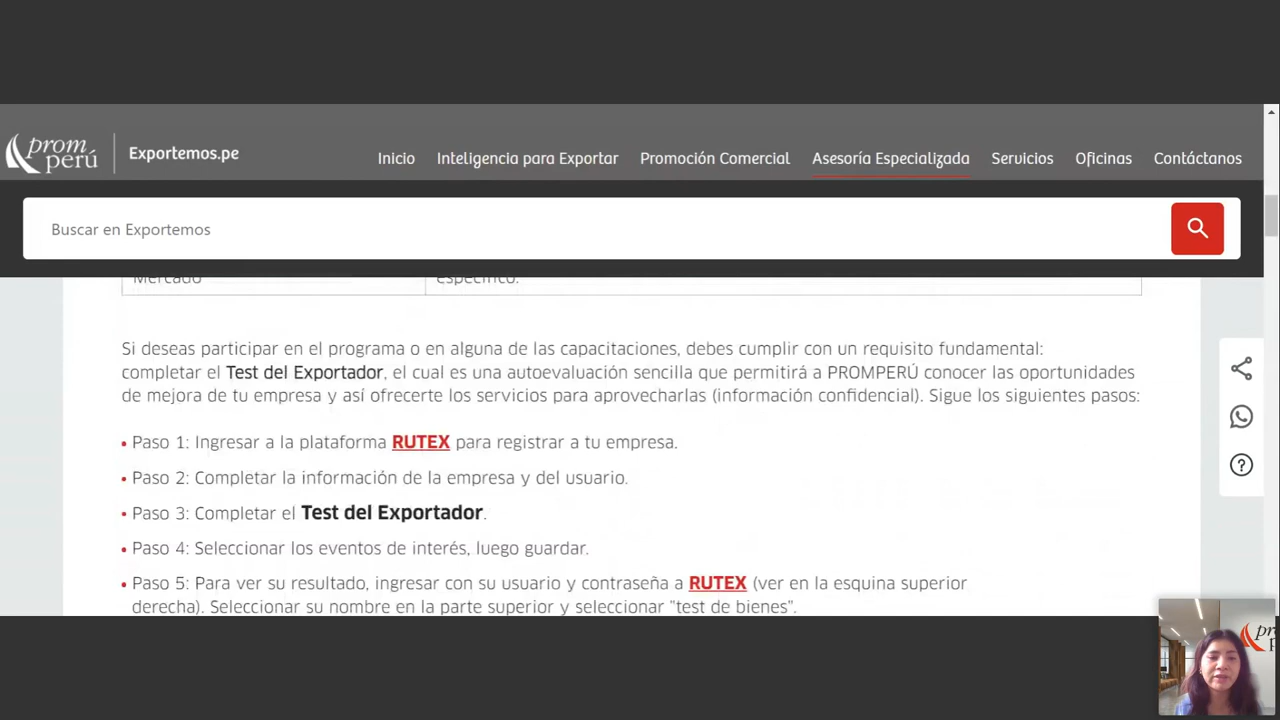 prom
perú
Exportemos.pe
Inicio
Inteligencia para Exportar
Promoción Comercial
Asesoría Especializada
Servicios
Oficinas
Contáctanos
Buscar en Exportemos
Mercado
específico.
Si deseas participar en el programa o en alguna de las capacitaciones, debes cumplir con un requisito fundamental:
completar el Test del Exportador, el cual es una autoevaluación sencilla que permitirá a PROMPERÚ conocer las oportunidades
de mejora de tu empresa y así ofrecerte los servicios para aprovecharlas (información confidencial). Sigue los siguientes pasos:
• Paso 1: Ingresar a la plataforma RUTEX para registrar a tu empresa.
• Paso 2: Completar la información de la empresa y del usuario.
• Paso 3: Completar el Test del Exportador.
• Paso 4: Seleccionar los eventos de interés, luego guardar.
• Paso 5: Para ver su resultado, ingresar con su usuario y contraseña a RUTEX (ver en la esquina superior
derecha). Seleccionar su nombre en la parte superior y seleccionar "test de bienes".